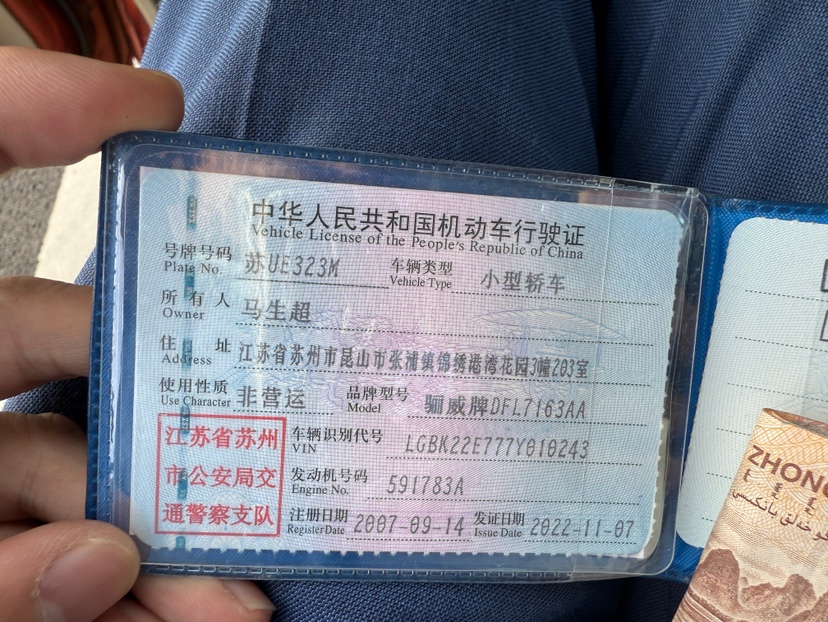 中华人民共和国机动车行驶证
Vehicle License of the People's Republic of China
号牌号码 苏UE323M 车辆类型 小型轿车
Plate No. Vehicle Type
所有人 马生超
Owner
住址 江苏省苏州市昆山市张浦镇锦绣港湾花园3幢203室
Address
使用性质 非营运 品牌型号 骊威牌DFL7163AA
Use Character Model
江苏省苏州 车辆识别代号 LGBK22E777Y010243
VIN
市公安局交 发动机号码 591783A
Engine No.
通警察支队 注册日期 2007-09-14 发证日期 2022-11-07
Register Date Issue Date
ZHONG